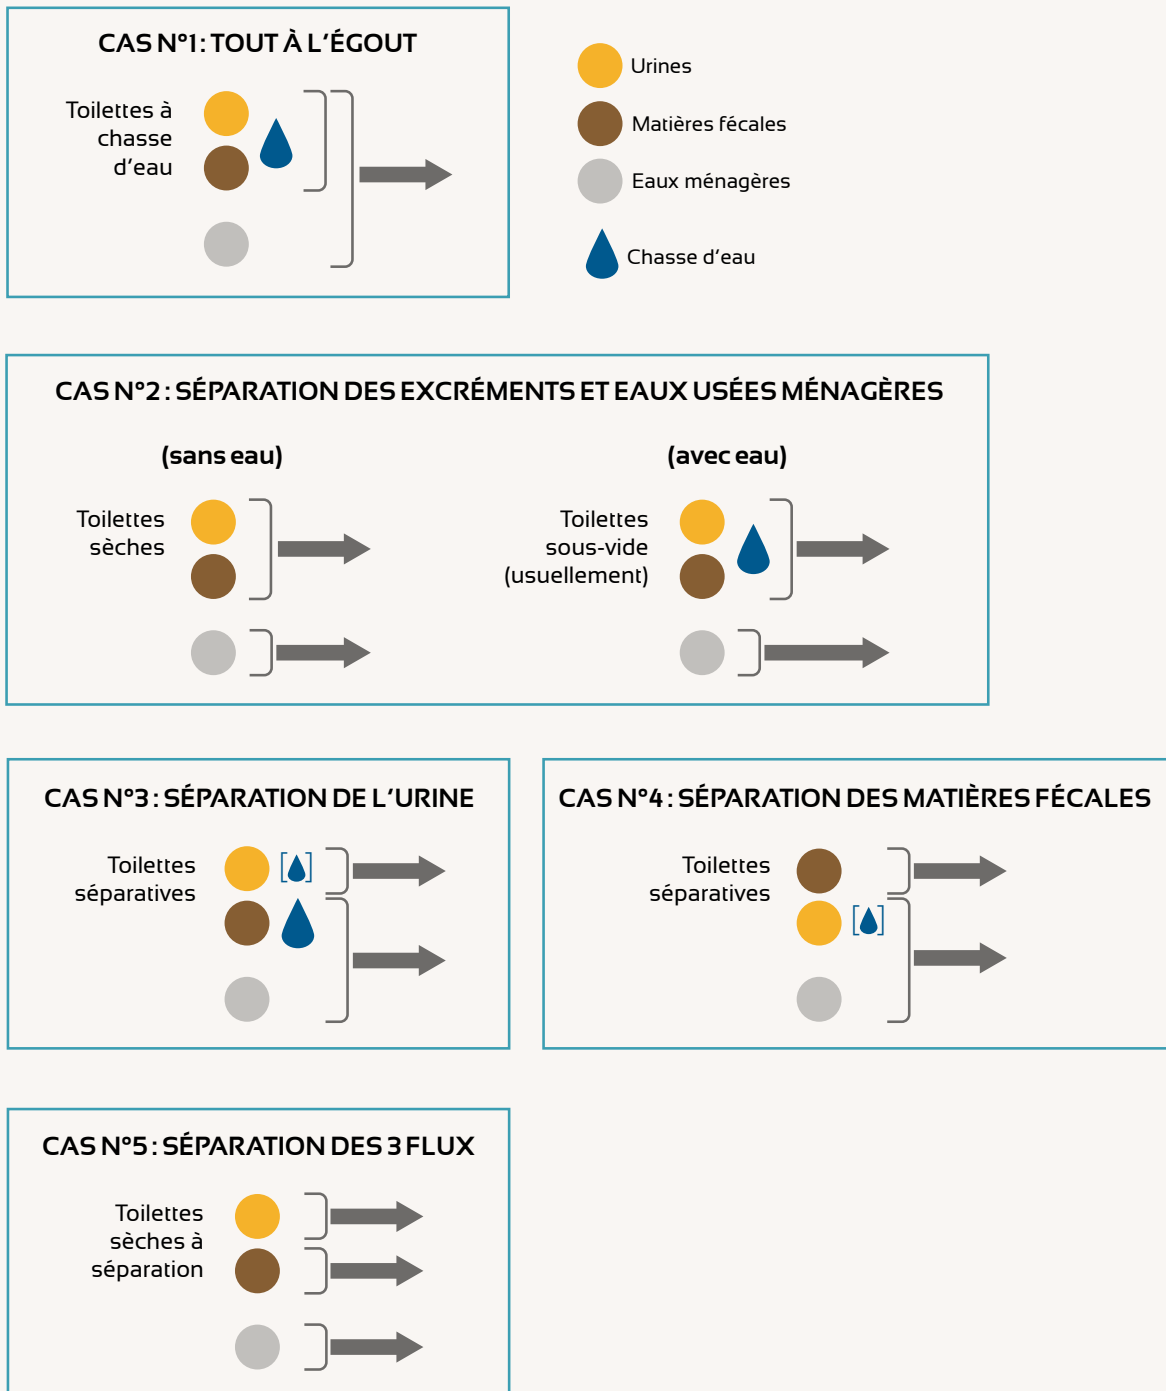 CAS N°1 : TOUT À L'ÉGOUT
Toilettes à
chasse
d'eau
Urines
Matières fécales
Eaux ménagères
Chasse d'eau
CAS N°2 : SÉPARATION DES EXCRÉMENTS ET EAUX USÉES MÉNAGÈRES
(sans eau)
Toilettes
sèches
(avec eau)
Toilettes
sous-vide
(usuellement)
CAS N°3 : SÉPARATION DE L'URINE
Toilettes
séparatives
CAS N°4 : SÉPARATION DES MATIÈRES FÉCALES
Toilettes
séparatives
CAS N°5 : SÉPARATION DES 3 FLUX
Toilettes
sèches à
séparation